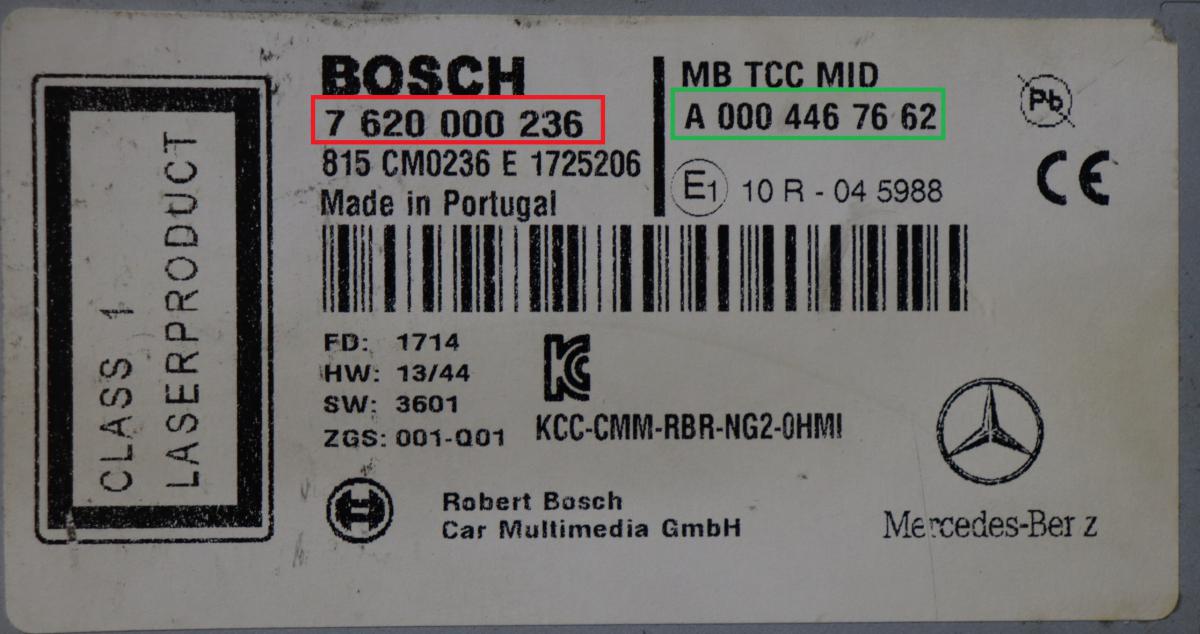 BOSCH
7 620 000 236
815 CM0236 E 1725206
Made in Portugal
MB TCC MID
A 000 446 76 62
E1 10 R - 04 5988
Pb
CE
CLASS 1
LASERPRODUCT
FD: 1714
HW: 13/44
SW: 3601
ZGS: 001-Q01
KC
KCC-CMM-RBR-NG2-0HMI
Robert Bosch
Car Multimedia GmbH
Mercedes-Benz